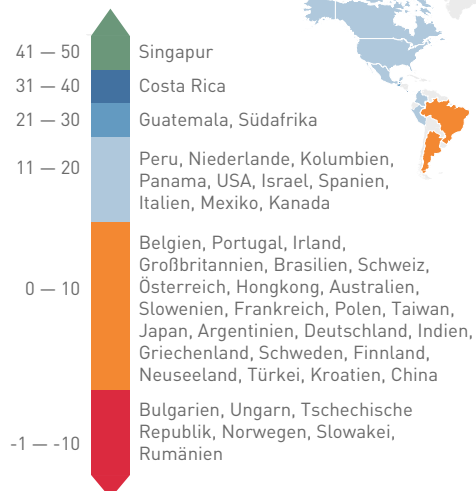 41 — 50
Singapur
31 — 40
Costa Rica
21 — 30
Guatemala, Südafrika
11 — 20
Peru, Niederlande, Kolumbien,
Panama, USA, Israel, Spanien,
Italien, Mexiko, Kanada
0 — 10
Belgien, Portugal, Irland,
Großbritannien, Brasilien, Schweiz,
Österreich, Hongkong, Australien,
Slowenien, Frankreich, Polen, Taiwan,
Japan, Argentinien, Deutschland, Indien,
Griechenland, Schweden, Finnland,
Neuseeland, Türkei, Kroatien, China
-1 — -10
Bulgarien, Ungarn, Tschechische
Republik, Norwegen, Slowakei,
Rumänien